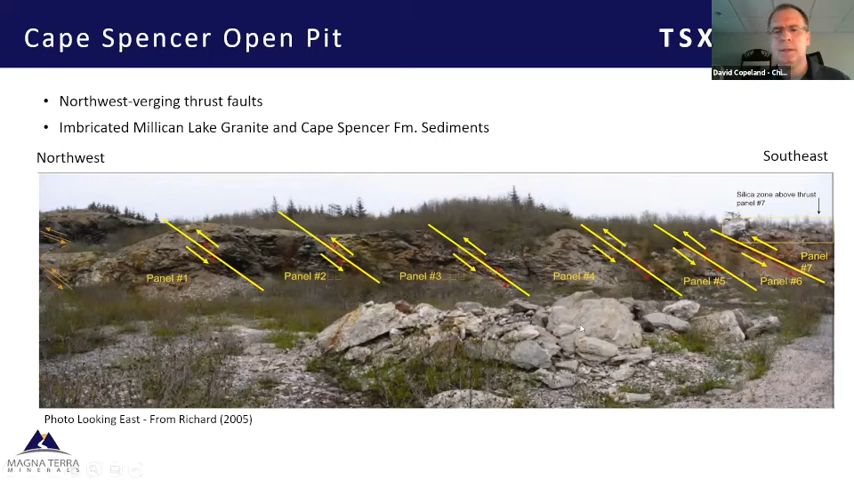 Cape Spencer Open Pit
TSX
David Copeland - Chi...
• Northwest-verging thrust faults
• Imbricated Millican Lake Granite and Cape Spencer Fm. Sediments
Northwest
Southeast
Silica zone above thrust
panel #7
Panel #1
Panel #2
Panel #3
Panel #4
Panel #5
Panel #6
Panel
#7
Photo Looking East - From Richard (2005)
MAGNA TERRA
MINERALS